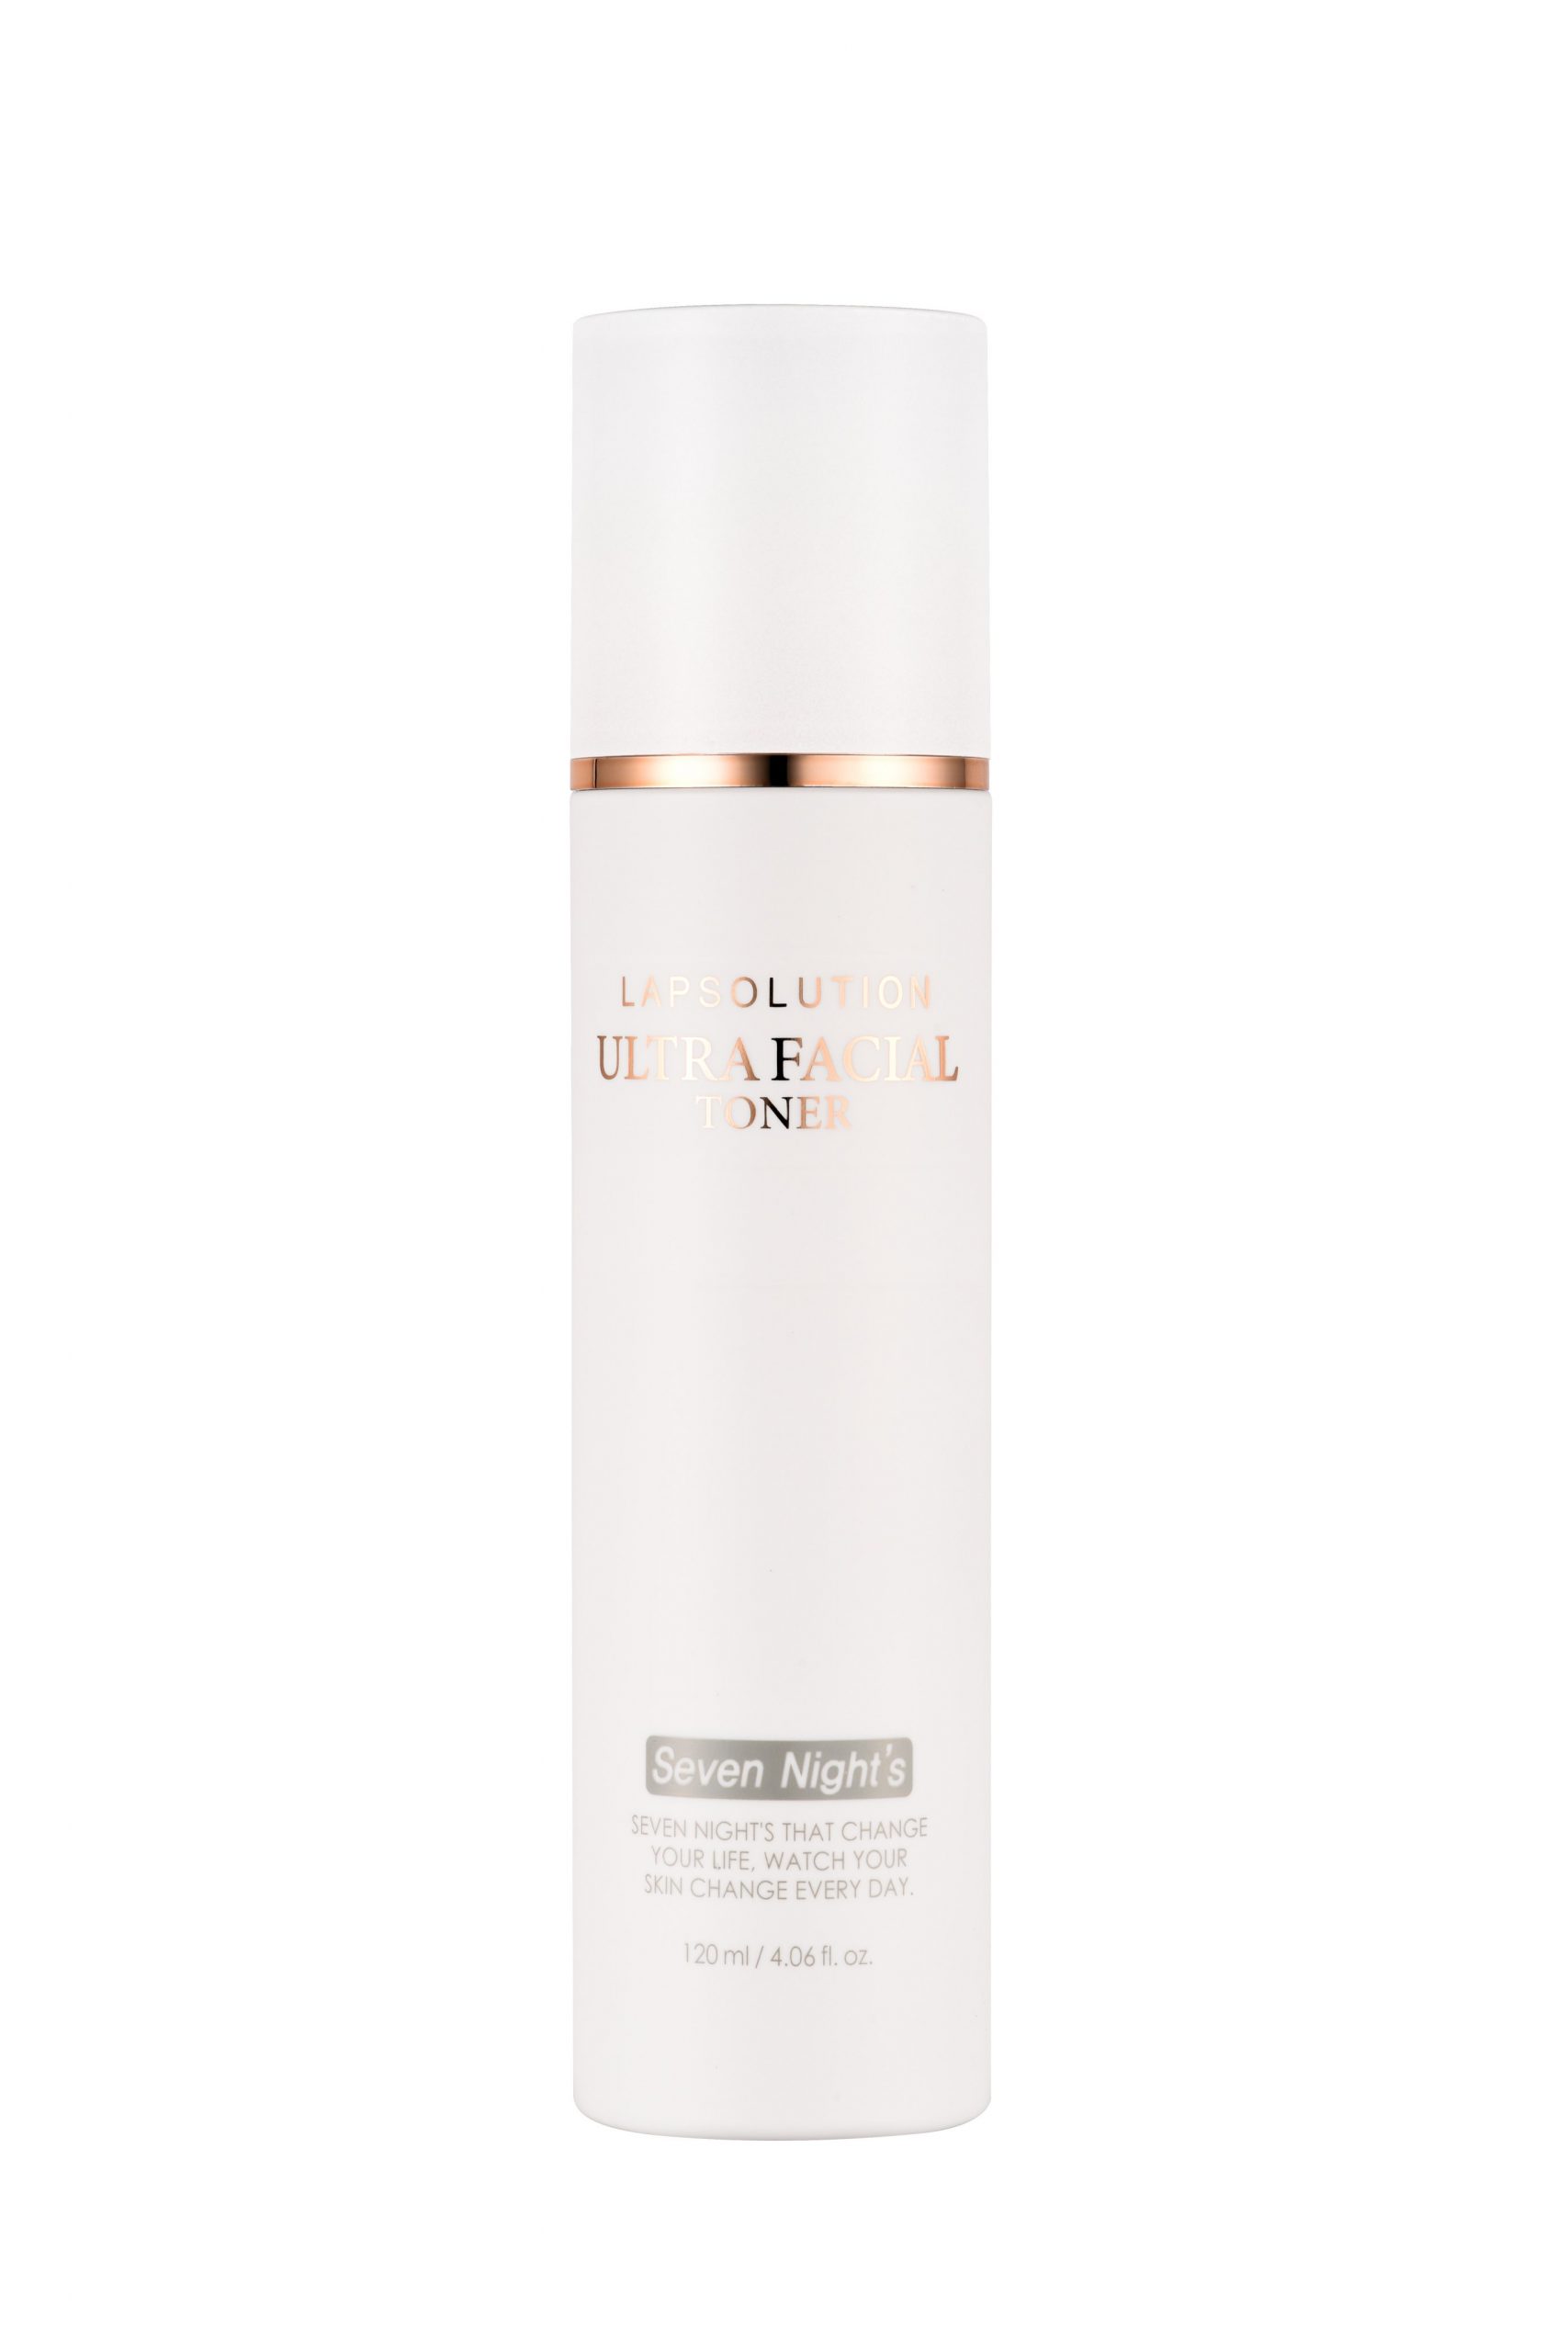 LAPSOLUTION
ULTRA FACIAL
TONER
Seven Night's
SEVEN NIGHT'S THAT CHANGE
YOUR LIFE, WATCH YOUR
SKIN CHANGE EVERY DAY.
120 ml / 4.06 fl. oz.